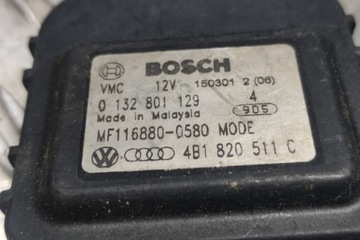 BOSCH
VMC 12V 150301 2 (06)
0 132 801 129 4
Made in Malaysia 905
MF116880-0580 MODE
4B1 820 511 C